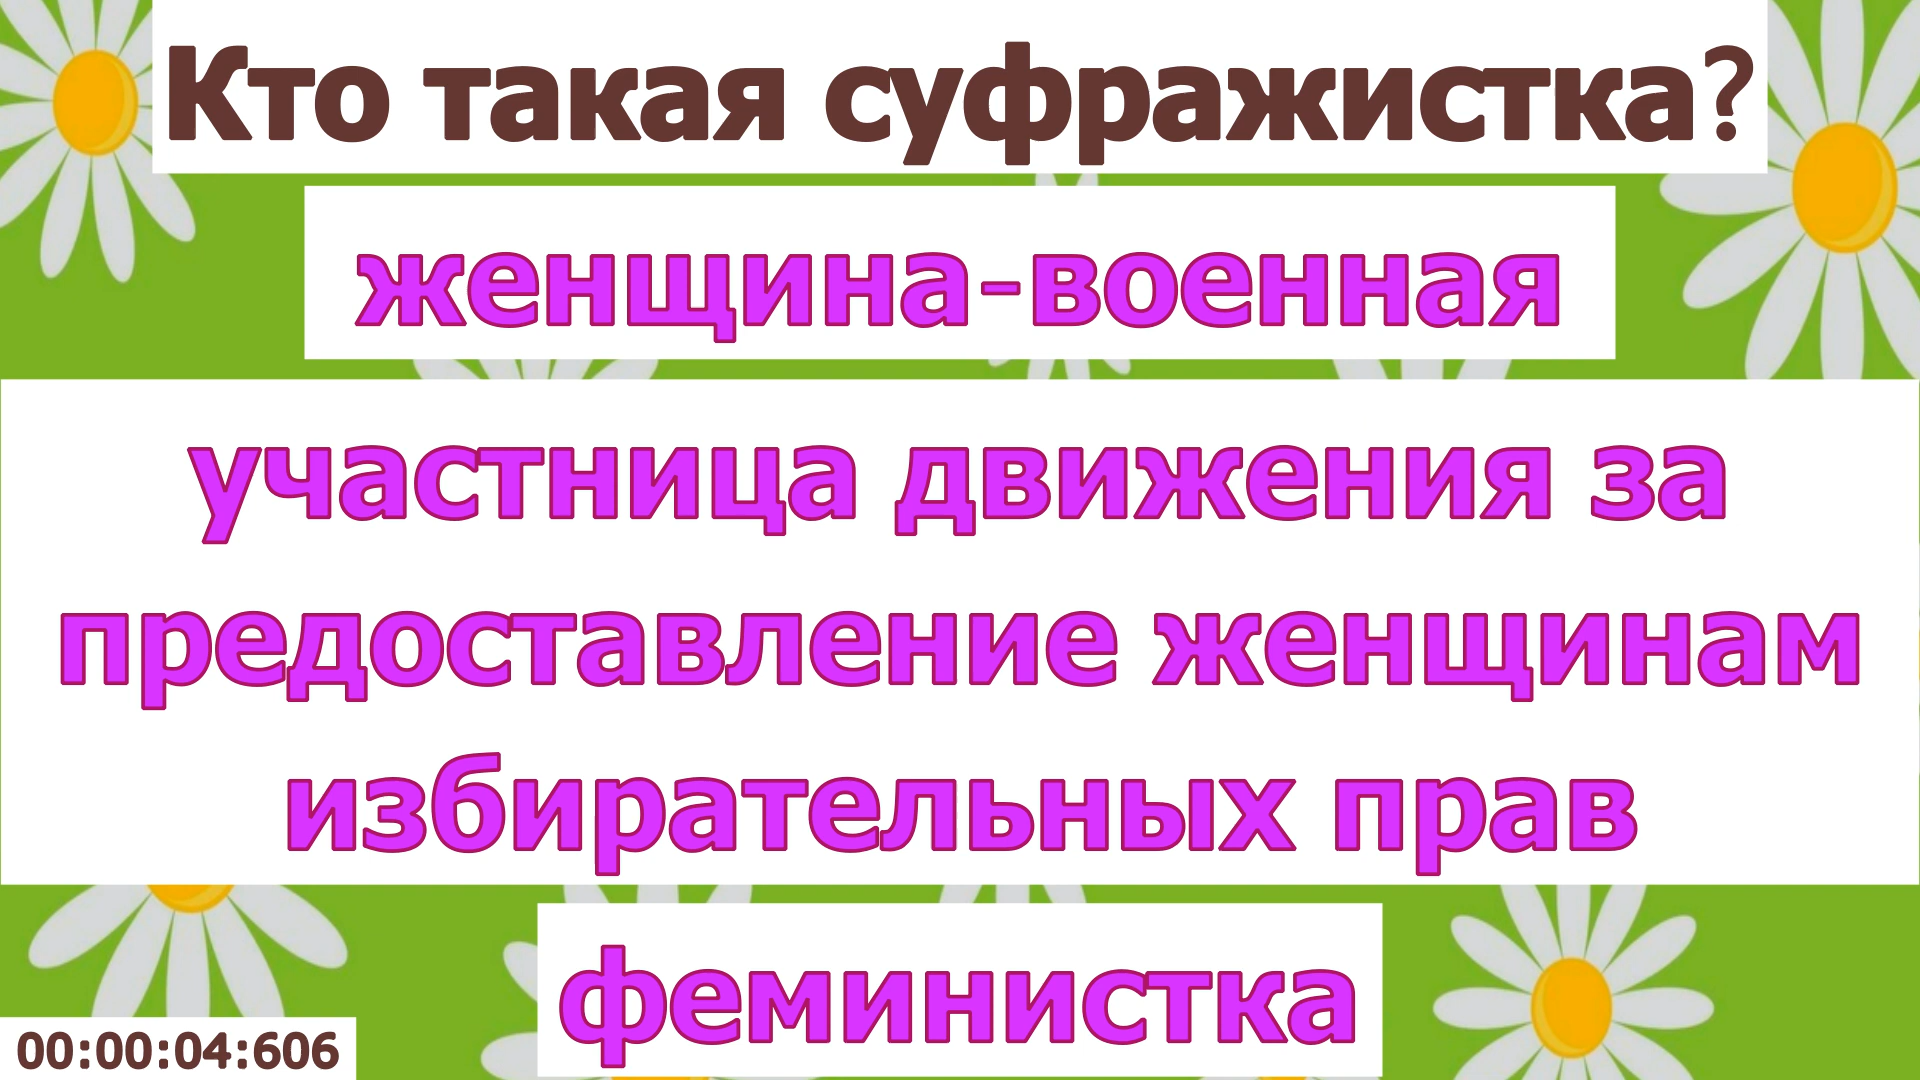 Кто такая суфражистка?
женщина-военная
участница движения за
предоставление женщинам
избирательных прав
феминистка
00:00:04:606